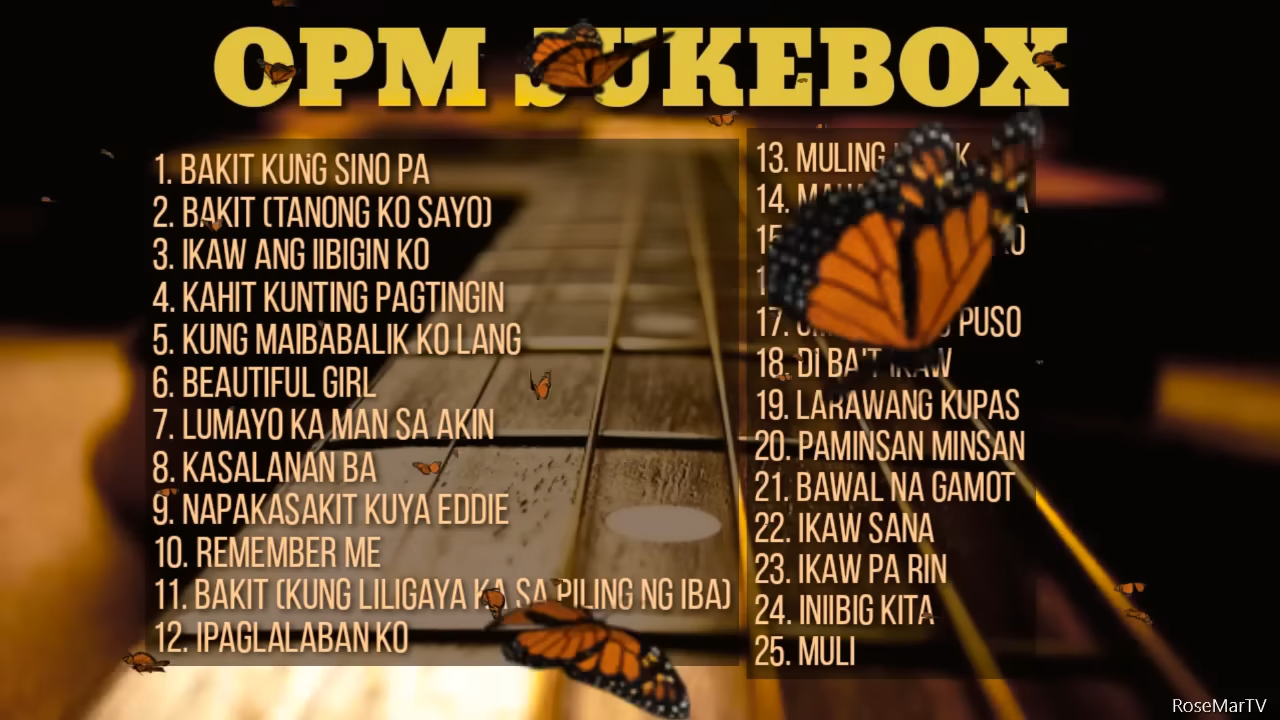 OPM JUKEBOX
1. BAKIT KUNG SINO PA
2. BAKIT (TANONG KO SAYO)
3. IKAW ANG IIBIGIN KO
4. KAHIT KUNTING PAGTINGIN
5. KUNG MAIBABALIK KO LANG
6. BEAUTIFUL GIRL
7. LUMAYO KA MAN SA AKIN
8. KASALANAN BA
9. NAPAKASAKIT KUYA EDDIE
10. REMEMBER ME
11. BAKIT (KUNG LILIGAYA KA SA PILING NG IBA)
12. IPAGLALABAN KO
13. MULING
14.
15
17. PUSO
18. DI BA'T IKAW
19. LARAWANG KUPAS
20. PAMINSAN MINSAN
21. BAWAL NA GAMOT
22. IKAW SANA
23. IKAW PA RIN
24. INIIBIG KITA
25. MULI
RoseMarTV